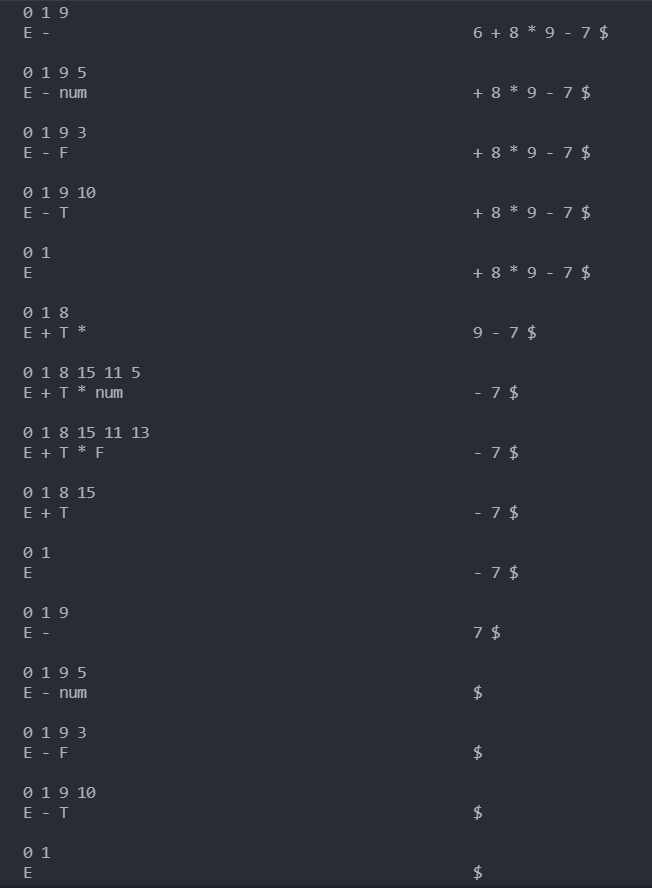 0 1 9
E - 6 + 8 * 9 - 7 $
0 1 9 5
E - num + 8 * 9 - 7 $
0 1 9 3
E - F + 8 * 9 - 7 $
0 1 9 10
E - T + 8 * 9 - 7 $
0 1
E + 8 * 9 - 7 $
0 1 8
E + T * 9 - 7 $
0 1 8 15 11 5
E + T * num - 7 $
0 1 8 15 11 13
E + T * F - 7 $
0 1 8 15
E + T - 7 $
0 1
E - 7 $
0 1 9
E - 7 $
0 1 9 5
E - num $
0 1 9 3
E - F $
0 1 9 10
E - T $
0 1
E $